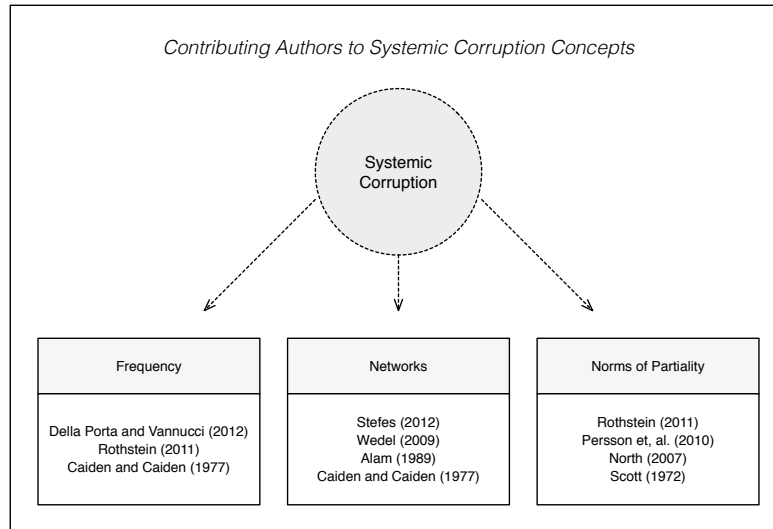 Contributing Authors to Systemic Corruption Concepts
Systemic
Corruption
Frequency
Della Porta and Vannucci (2012)
Rothstein (2011)
Caiden and Caiden (1977)
Networks
Stefes (2012)
Wedel (2009)
Alam (1989)
Caiden and Caiden (1977)
Norms of Partiality
Rothstein (2011)
Persson et, al. (2010)
North (2007)
Scott (1972)